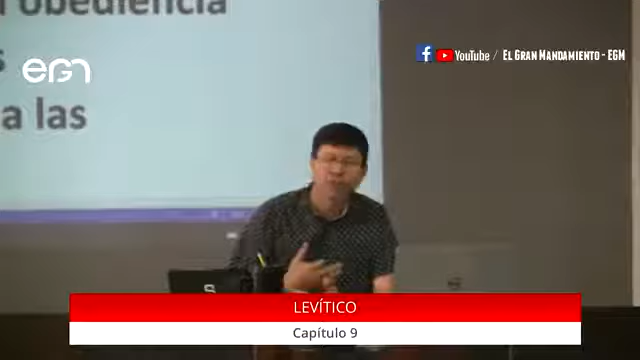 obediencia
a las
egm
YouTube / El Gran Mandamiento - EGM
LEVÍTICO
Capítulo 9